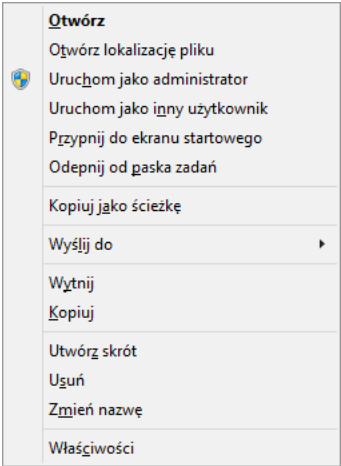 Otwórz
Otwórz lokalizację pliku
Uruchom jako administrator
Uruchom jako inny użytkownik
Przypnij do ekranu startowego
Odepnij od paska zadań
Kopiuj jako ścieżkę
Wyślij do
Wytnij
Kopiuj
Utwórz skrót
Usuń
Zmień nazwę
Właściwości